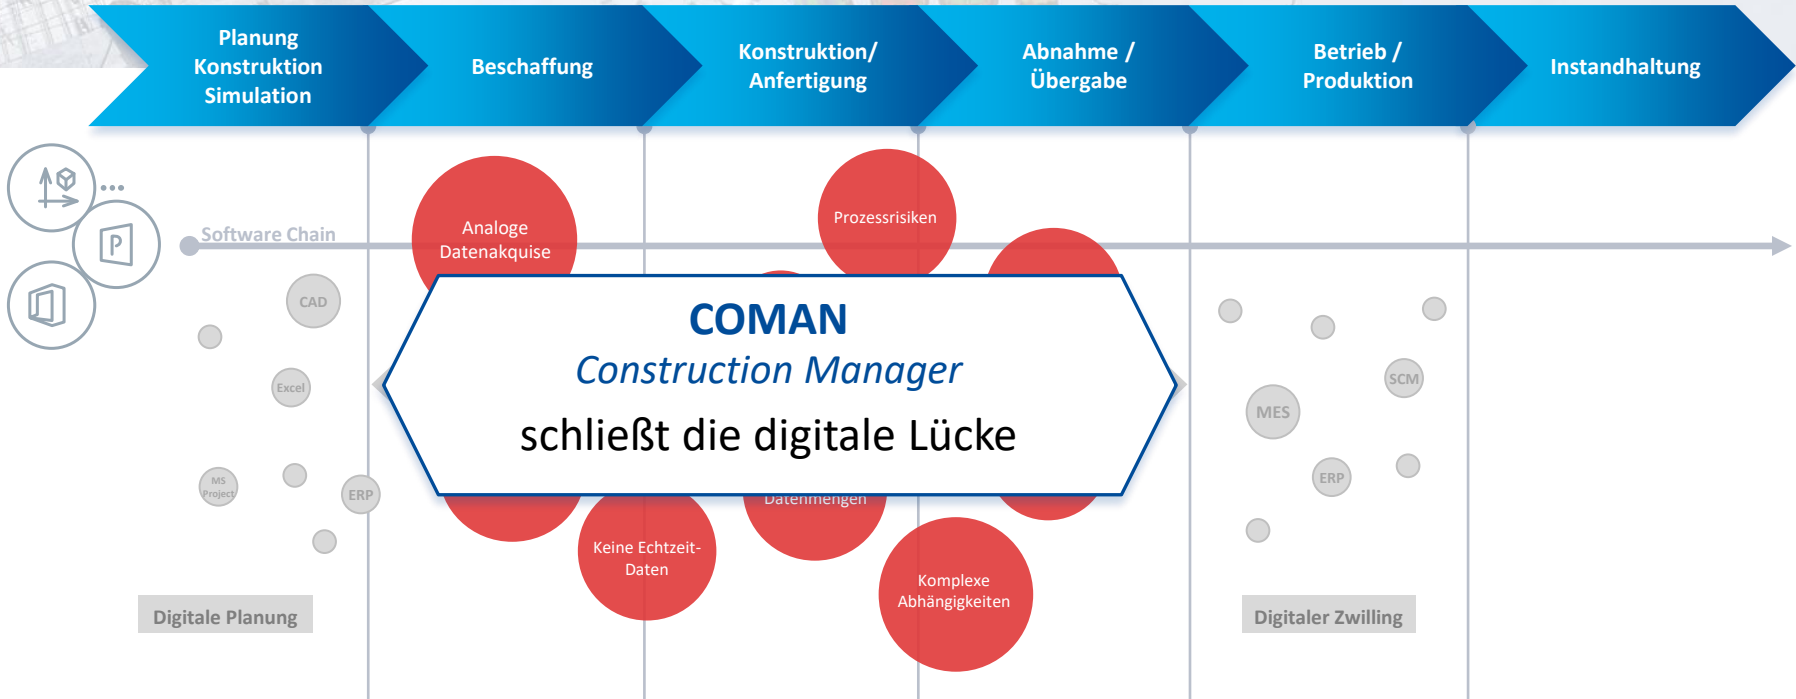 Planung
Konstruktion
Simulation
Beschaffung
Konstruktion/
Anfertigung
Abnahme /
Übergabe
Betrieb /
Produktion
Instandhaltung
P
Software Chain
Analoge
Datenakquise
Prozessrisiken
CAD
Excel
MS
Project
ERP
COMAN
Construction Manager
schließt die digitale Lücke
Datenmengen
Keine Echtzeit-
Daten
Komplexe
Abhängigkeiten
SCM
MES
ERP
Digitale Planung
Digitaler Zwilling